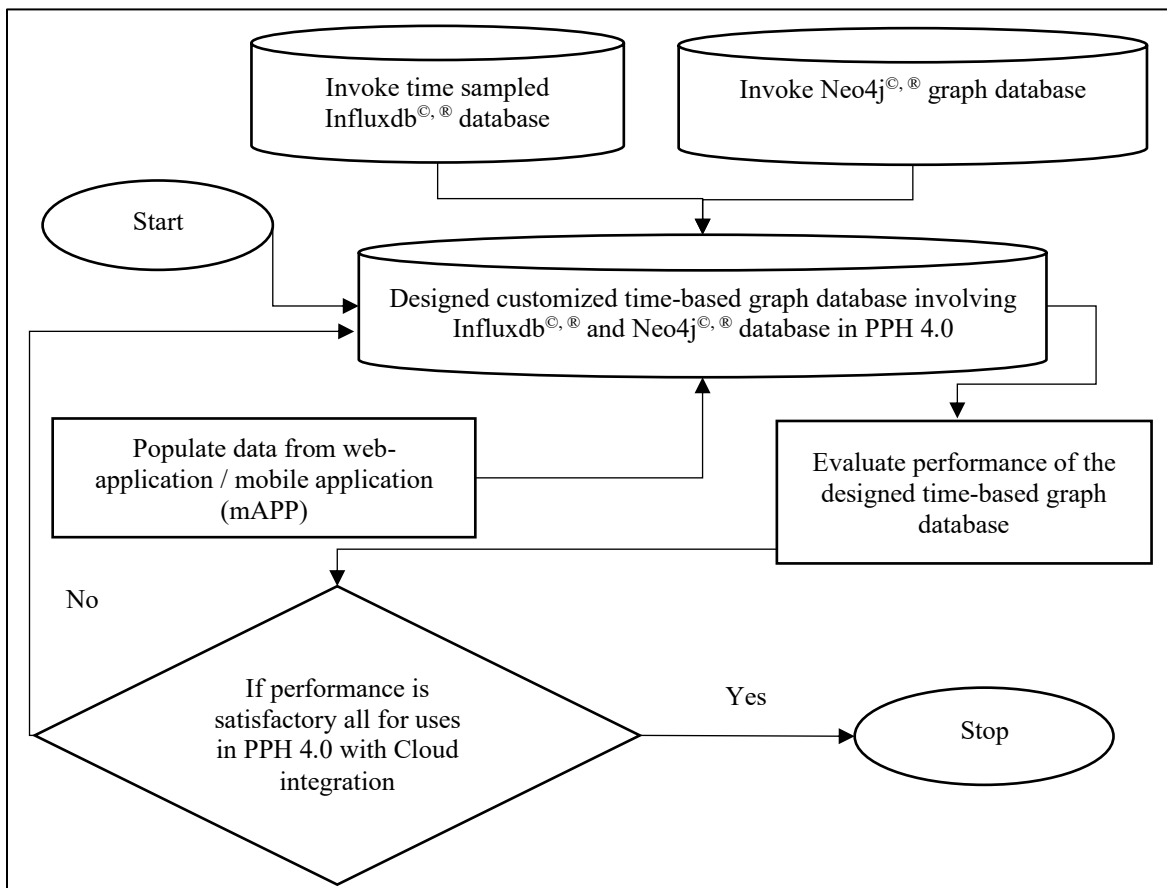 Invoke time sampled
Influxdb©,® database
Invoke Neo4j©,® graph database
Start
Designed customized time-based graph database involving
Influxdb©,® and Neo4j©,® database in PPH 4.0
Populate data from web-
application / mobile application
(mAPP)
Evaluate performance of the
designed time-based graph
database
No
If performance is
satisfactory all for uses
in PPH 4.0 with Cloud
integration
Yes
Stop